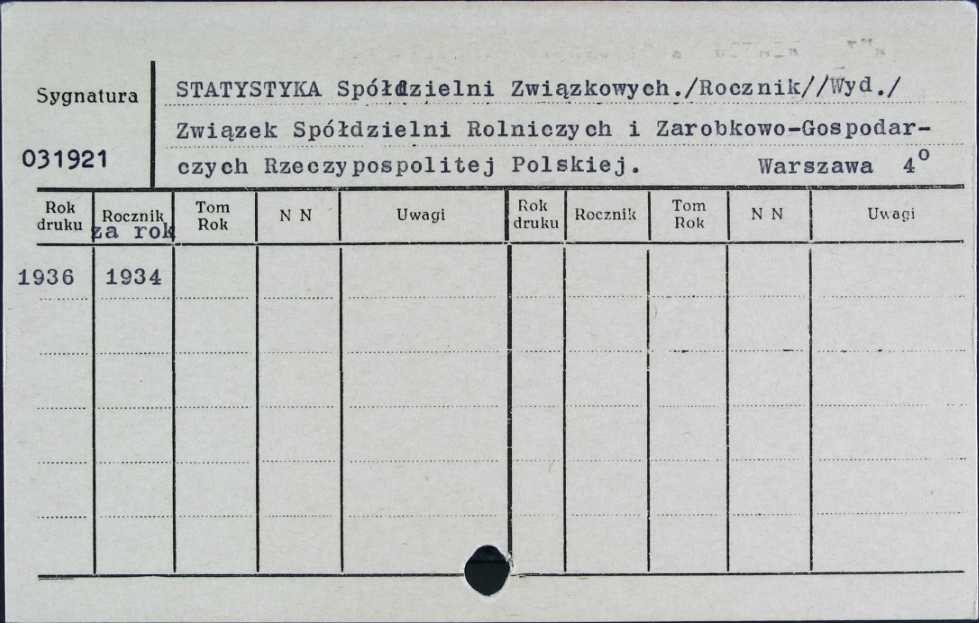 Sygnatura
STATYSTYKA Spółdzielni Związkowych./Rocznik//Wyd./
Związek Spółdzielni Rolniczych i Zarobkowo-Gospodar-
031921
czych Rzeczypospolitej Polskiej. Warszawa 4°
Rok druku Rocznik Tom Rok N N Uwagi Rok druku Rocznik Tom Rok N N Uwagi
za rok
1936 1934